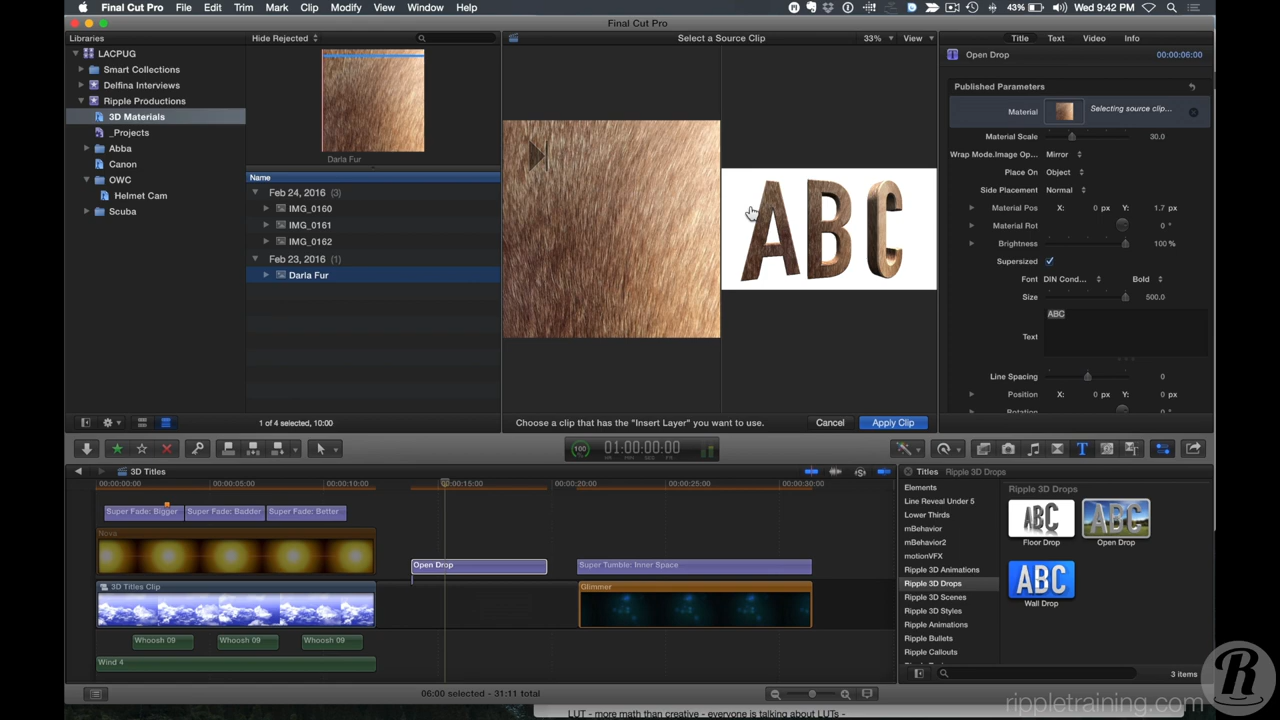 Final Cut Pro File Edit Trim Mark Clip Modify View Window Help 43% Wed 9:42 PM
Final Cut Pro
Libraries
Hide Rejected
Select a Source Clip
33% View
Title Text Video Info
LACPUG
Smart Collections
Delfina Interviews
Ripple Productions
3D Materials
_Projects
Abba
Canon
OWC
Helmet Cam
Scuba
Darla Fur
Name
Feb 24, 2016 (3)
IMG_0160
IMG_0161
IMG_0162
Feb 23, 2016 (1)
Darla Fur
ABC
Open Drop 00:00:06:00
Published Parameters
Material Selecting source clip...
Material Scale 30.0
Wrap Mode.Image Op... Mirror
Place On Object
Side Placement Normal
Material Pos X: 0 px Y: 1.7 px
Material Rot 0 °
Brightness 100 %
Supersized
Font DIN Cond... Bold
Size 500.0
ABC
Text
Line Spacing 0
Position X: 0 px Y: 0 px
Rotation
1 of 4 selected, 10:00
Choose a clip that has the "Insert Layer" you want to use.
Cancel Apply Clip
100 01:00:00:00
3D Titles
00:00:00:00 00:00:05:00 00:00:10:00 00:00:15:00 00:00:20:00 00:00:25:00 00:00:30:00
Super Fade: Bigger Super Fade: Badder Super Fade: Better
Nova
Open Drop
Super Tumble: Inner Space
3D Titles Clip
Glimmer
Whoosh 09 Whoosh 09 Whoosh 09
Wind 4
Titles Ripple 3D Drops
Elements
Line Reveal Under 5
Lower Thirds
mBehavior
mBehavior2
motionVFX
Ripple 3D Animations
Ripple 3D Drops
Ripple 3D Scenes
Ripple 3D Styles
Ripple Animations
Ripple Bullets
Ripple Callouts
Ripple 3D Drops
ABC
Floor Drop
ABC
Open Drop
ABC
Wall Drop
3 items
06:00 selected - 31:11 total
R
rippletraining.com
LUT - more math than creative - everyone is talking about LUTs -